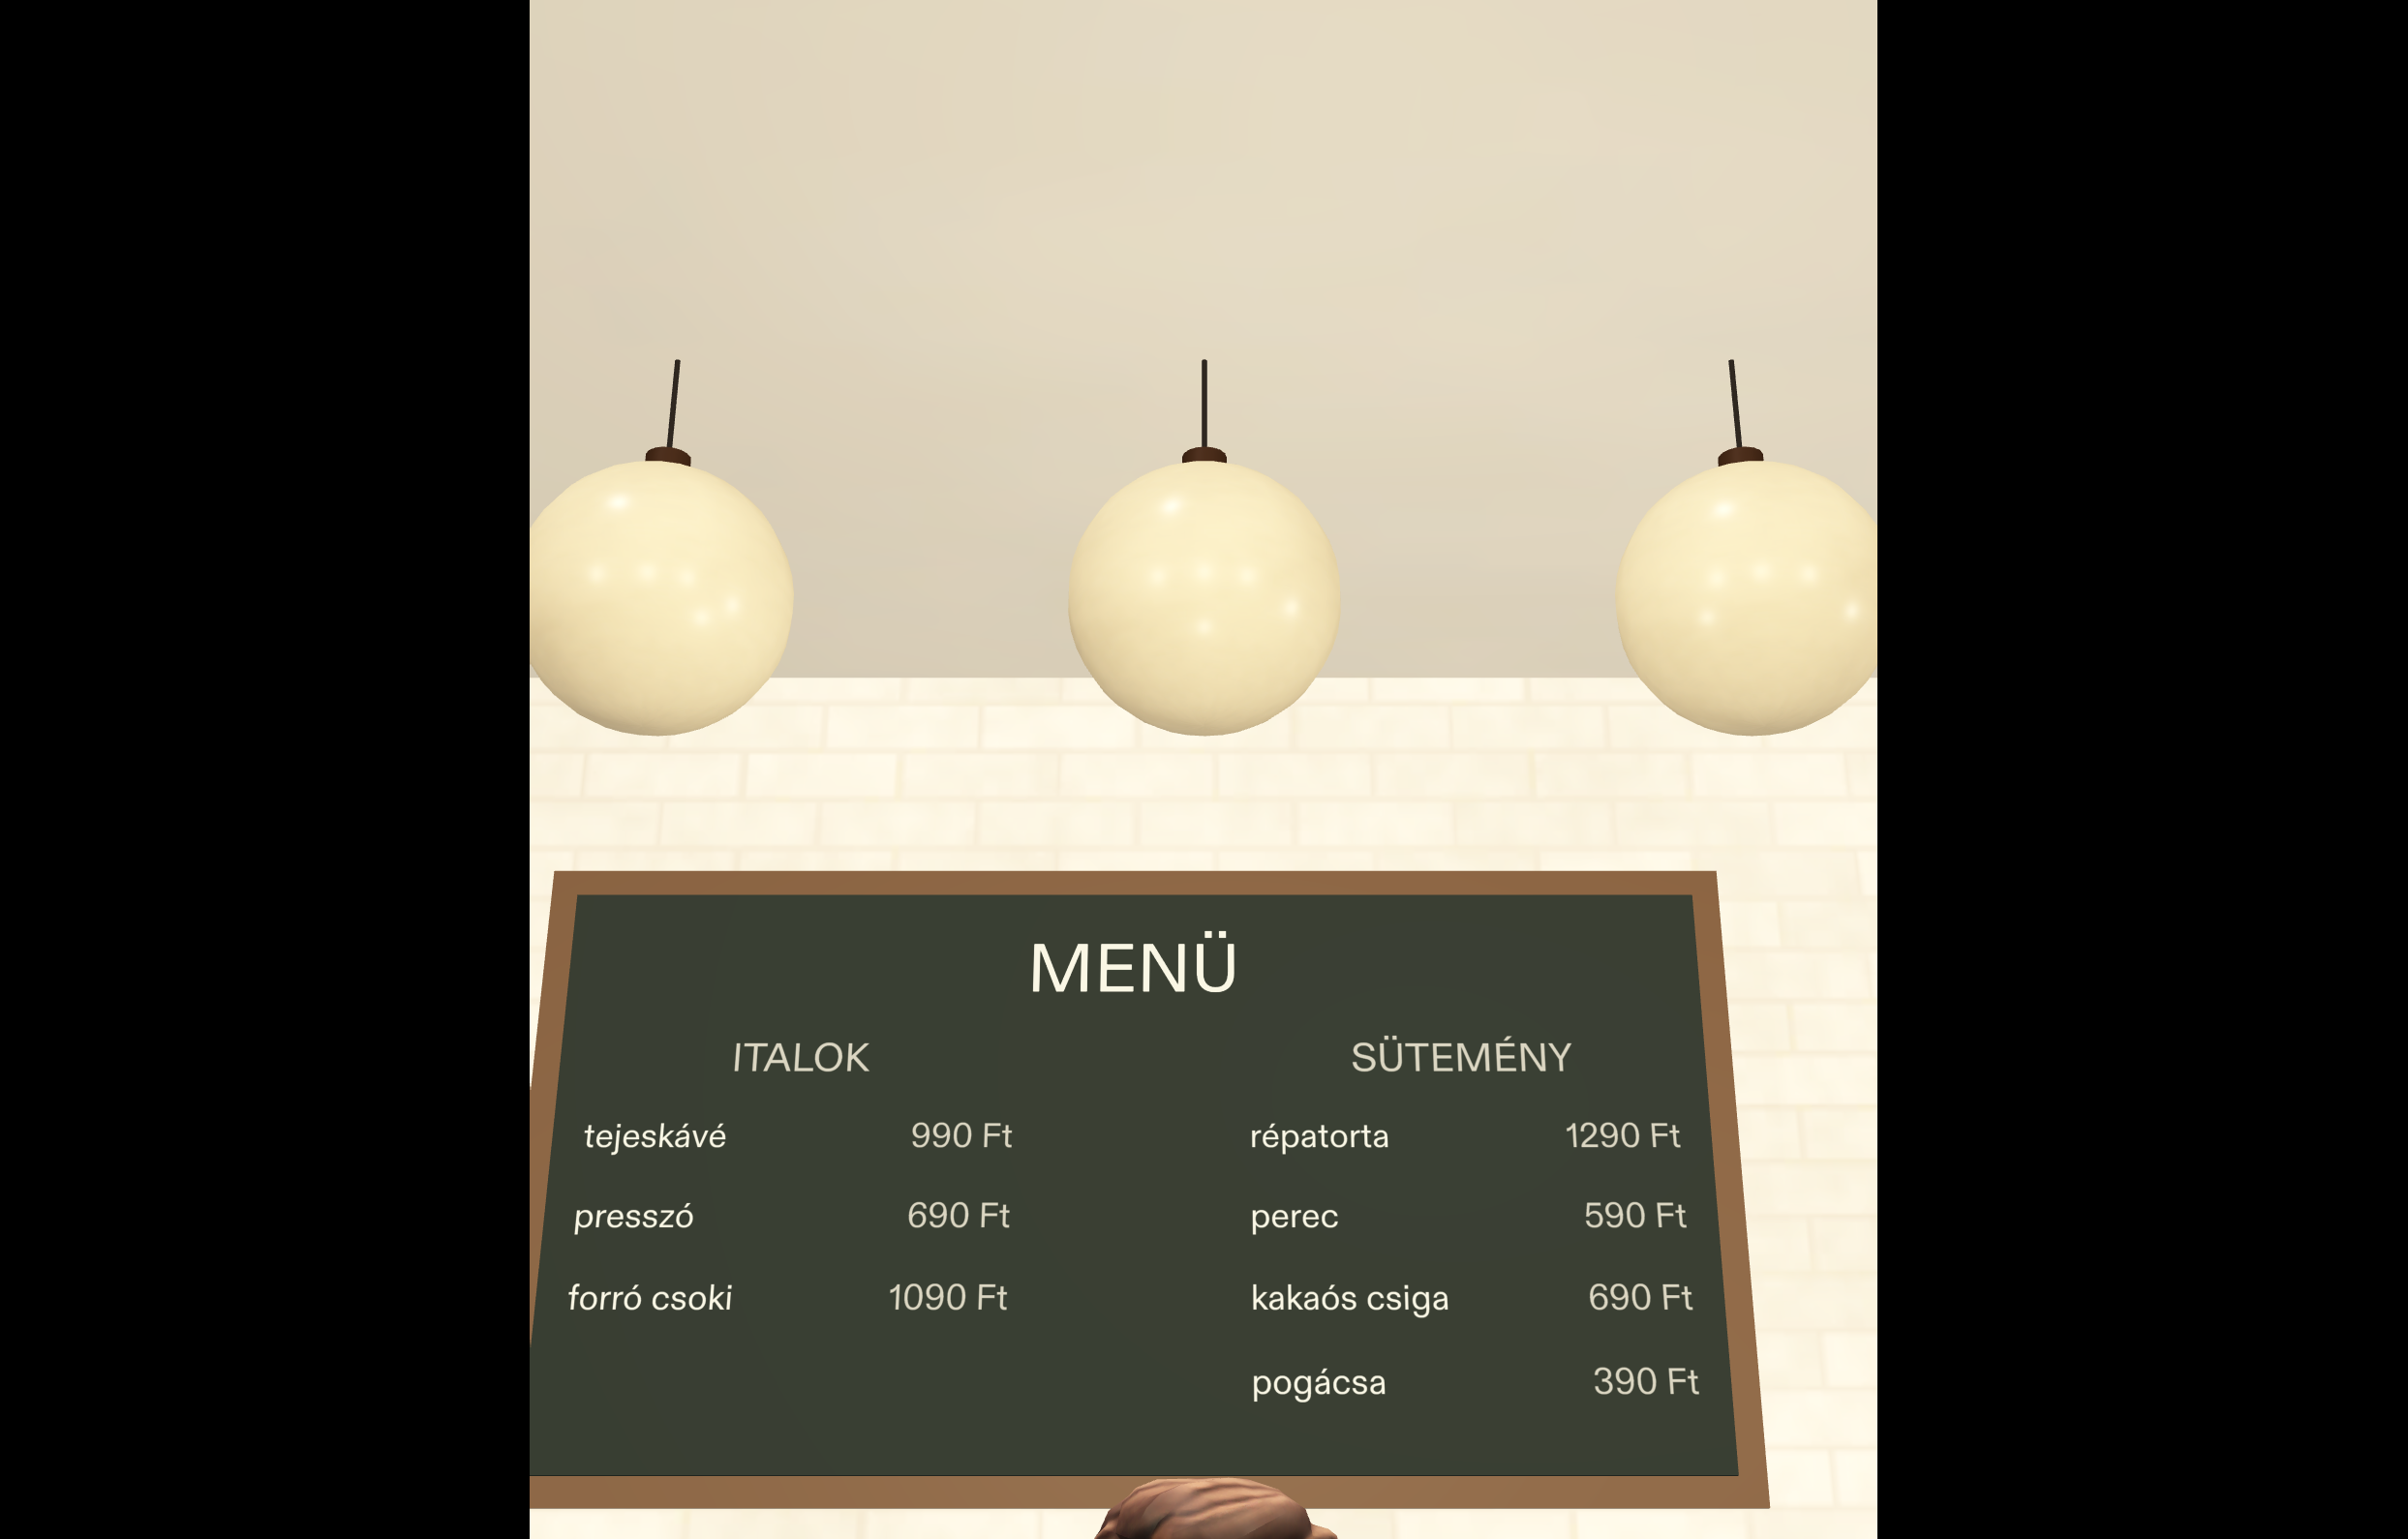 MENÜ
ITALOK
tejeskávé 990 Ft
presszó 690 Ft
forró csoki 1090 Ft
SÜTEMÉNY
répatorta 1290 Ft
perec 590 Ft
kakaós csiga 690 Ft
pogácsa 390 Ft